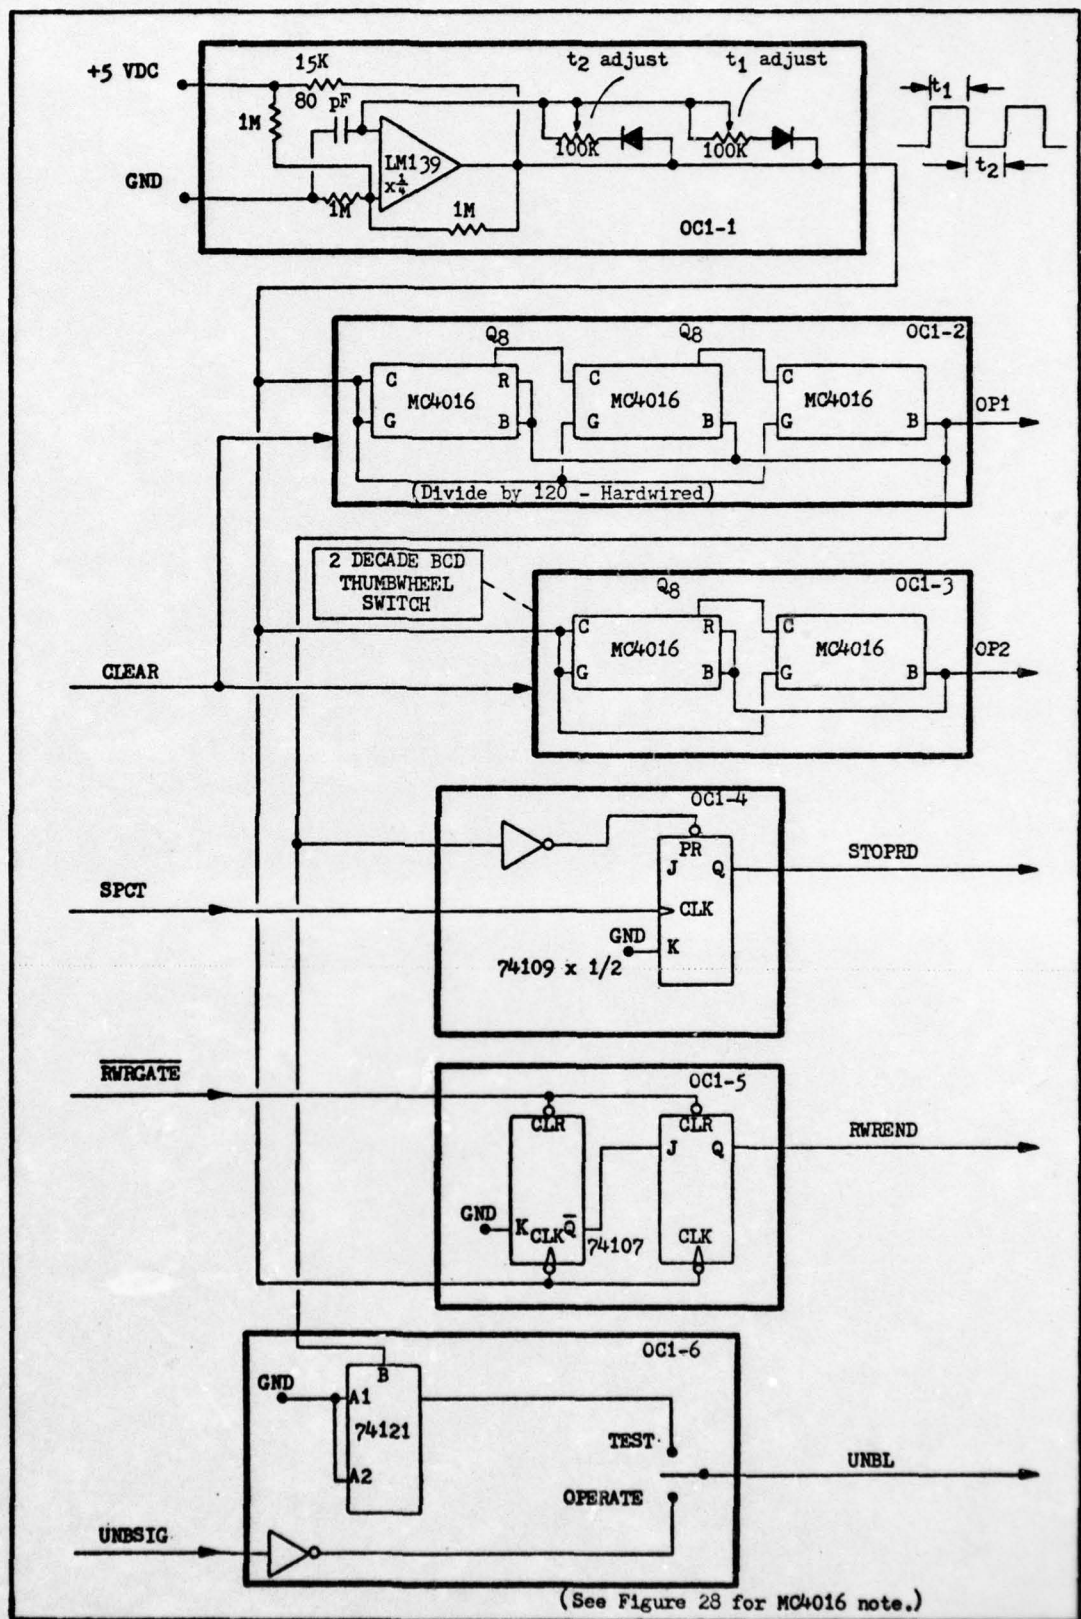 +5 VDC
15K
80 pF
1M
t2 adjust
t1 adjust
100K
100K
LM139
x1/4
GND
1M
1M
OC1-1
t1
t2
OC1-2
Q8
Q8
C
R
MC4016
G
B
C
MC4016
G
B
C
MC4016
G
B
OP1
(Divide by 120 - Hardwired)
2 DECADE BCD
THUMBWHEEL
SWITCH
OC1-3
Q8
C
R
MC4016
G
B
C
MC4016
G
B
OP2
CLEAR
OC1-4
PR
J
Q
STOPRD
SPCT
CLK
GND
K
74109 x 1/2
RWRGATE
OC1-5
CLR
CLR
J
Q
RWREND
GND
K
CLK
Q
74107
CLK
OC1-6
B
GND
A1
74121
A2
TEST
OPERATE
UNBL
UNBSIG
(See Figure 28 for MC4016 note.)